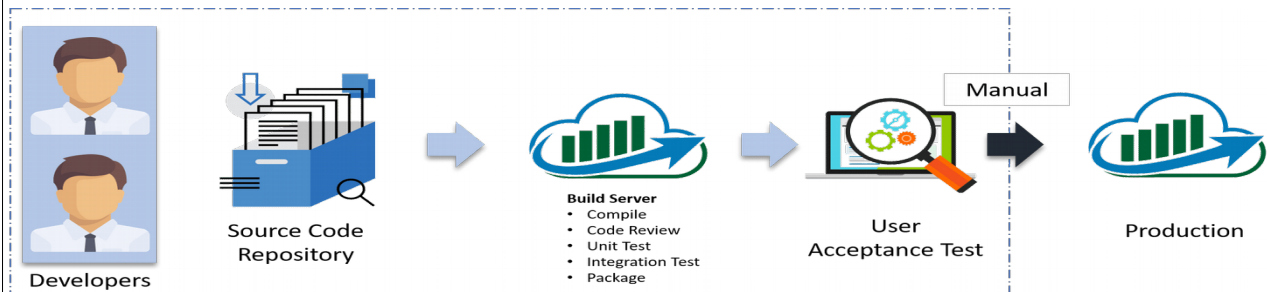 Developers
Source Code
Repository
Build Server
• Compile
• Code Review
• Unit Test
• Integration Test
• Package
User
Acceptance Test
Manual
Production